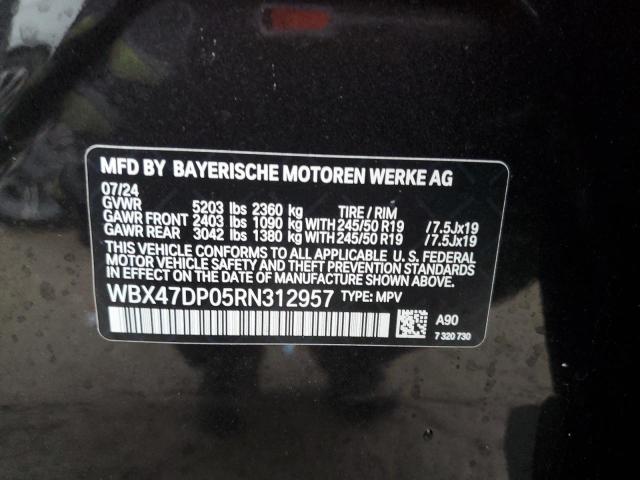 MFD BY BAYERISCHE MOTOREN WERKE AG
07/24
GVWR 5203 lbs 2360 kg TIRE / RIM
GAWR FRONT 2403 lbs 1090 kg WITH 245/50 R19 /7.5Jx19
GAWR REAR 3042 lbs 1380 kg WITH 245/50 R19 /7.5Jx19
THIS VEHICLE CONFORMS TO ALL APPLICABLE U. S. FEDERAL
MOTOR VEHICLE SAFETY AND THEFT PREVENTION STANDARDS
IN EFFECT ON THE DATE OF MANUFACTURE SHOWN ABOVE.
WBX47DP05RN312957 TYPE: MPV
A90
7 320 730